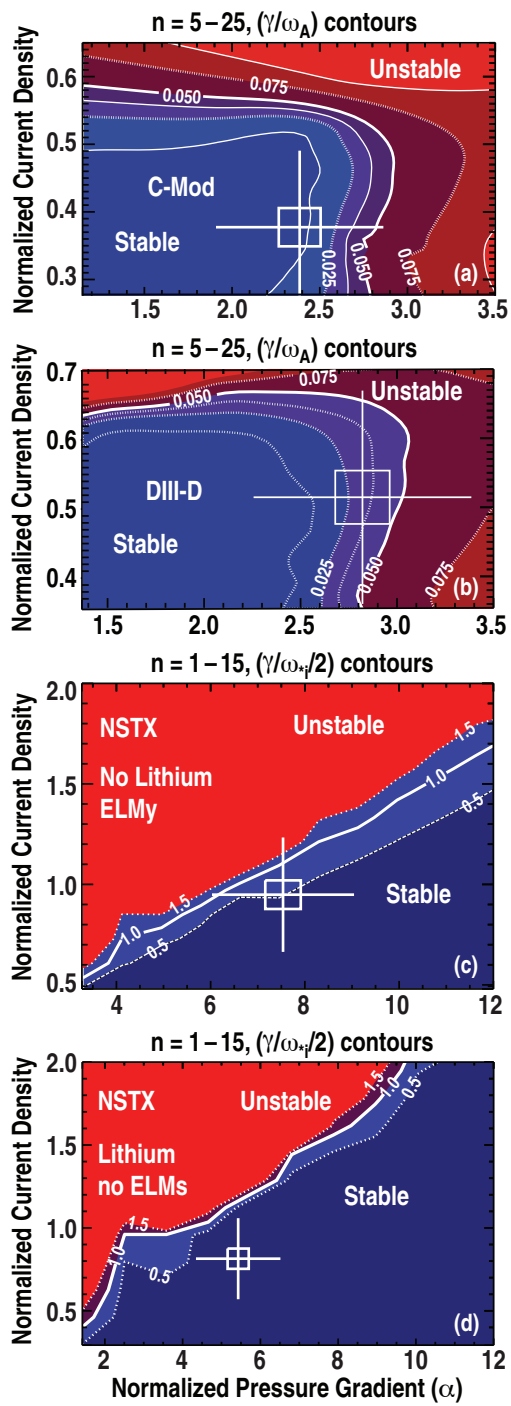 n = 5 – 25, (γ/ωA) contours
Normalized Current Density
0.6
0.5
0.4
0.3
0.075
Unstable
0.050
C-Mod
Stable
0.025
0.050
0.075
(a)
1.5
2.0
2.5
3.0
3.5
n = 5 – 25, (γ/ωA) contours
Normalized Current Density
0.7
0.6
0.5
0.4
0.075
0.050
Unstable
DIII-D
Stable
0.025
0.050
0.075
(b)
1.5
2.0
2.5
3.0
3.5
n = 1 – 15, (γ/ω*i/2) contours
Normalized Current Density
2.0
1.5
1.0
0.5
NSTX
Unstable
No Lithium
ELMy
1.5
1.0
0.5
1.5
1.0
0.5
Stable
(c)
4
6
8
10
12
n = 1 – 15, (γ/ω*i/2) contours
Normalized Current Density
2.0
1.5
1.0
0.5
NSTX
Unstable
Lithium
no ELMs
1.5
1.0
0.5
Stable
1.5
1.0
0.5
(d)
2
4
6
8
10
12
Normalized Pressure Gradient (α)